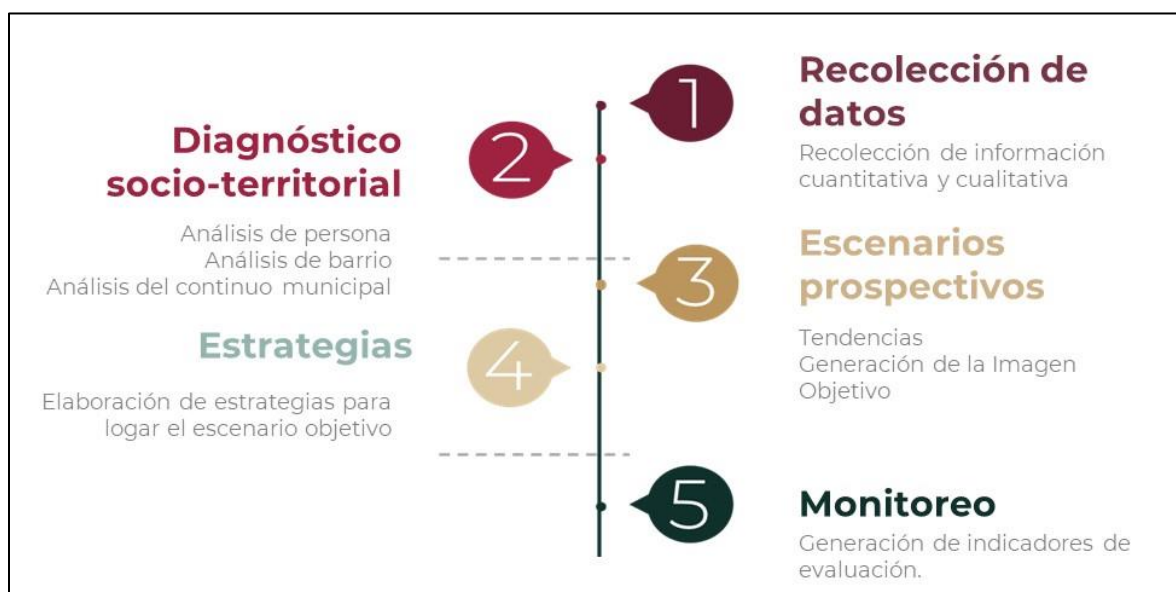 1
Recolección de
datos
Recolección de información
cuantitativa y cualitativa
2
Diagnóstico
socio-territorial
Análisis de persona
Análisis de barrio
Análisis del continuo municipal
3
Escenarios
prospectivos
Tendencias
Generación de la Imagen
Objetivo
4
Estrategias
Elaboración de estrategias para
logar el escenario objetivo
5
Monitoreo
Generación de indicadores de
evaluación.